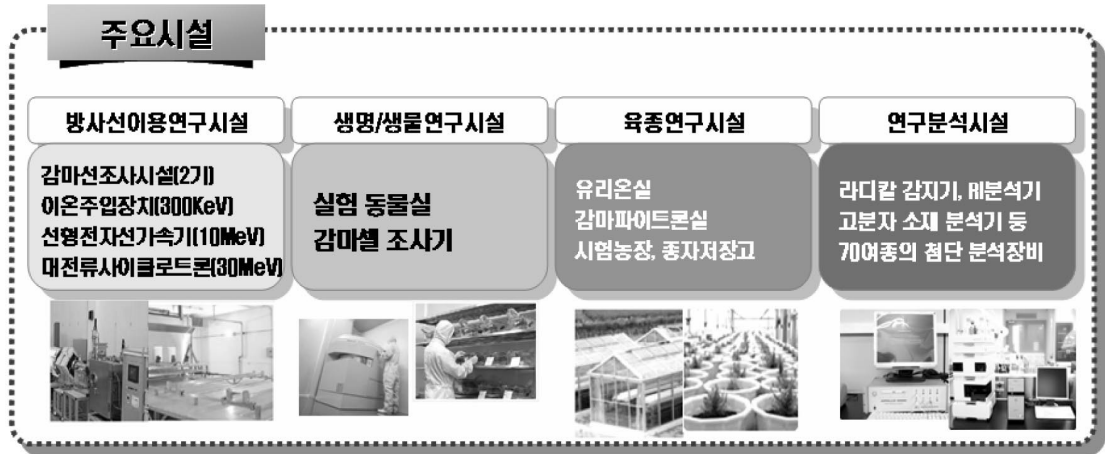 주요시설
방사선이용연구시설
감마선조사시설(2기)
이온주입장치(300KeV)
선형전자선가속기(10MeV)
대전류사이클로트론(30MeV)
생명/생물연구시설
실험 동물실
감마셀 조사기
육종연구시설
유리온실
감마파이트론실
시험농장, 종자저장고
연구분석시설
라디칼 감지기, RI분석기
고분자 소재 분석기 등
70여종의 첨단 분석장비